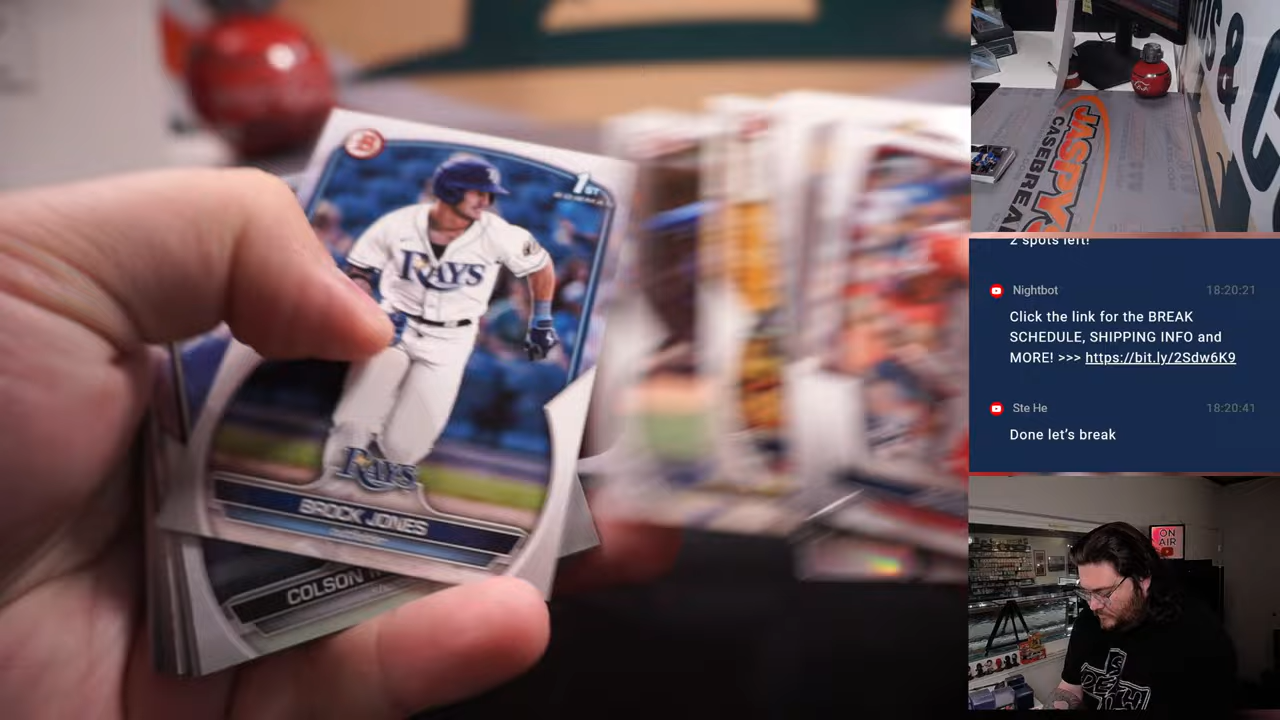 B
1ST
RAYS
RAYS
BROCK JONES
COLSON
JASPY
CASEBREA
2 spots left!
Nightbot 18:20:21
Click the link for the BREAK
SCHEDULE, SHIPPING INFO and
MORE! >>> https://bit.ly/2Sdw6K9
Ste He 18:20:41
Done let's break
ON
AIR